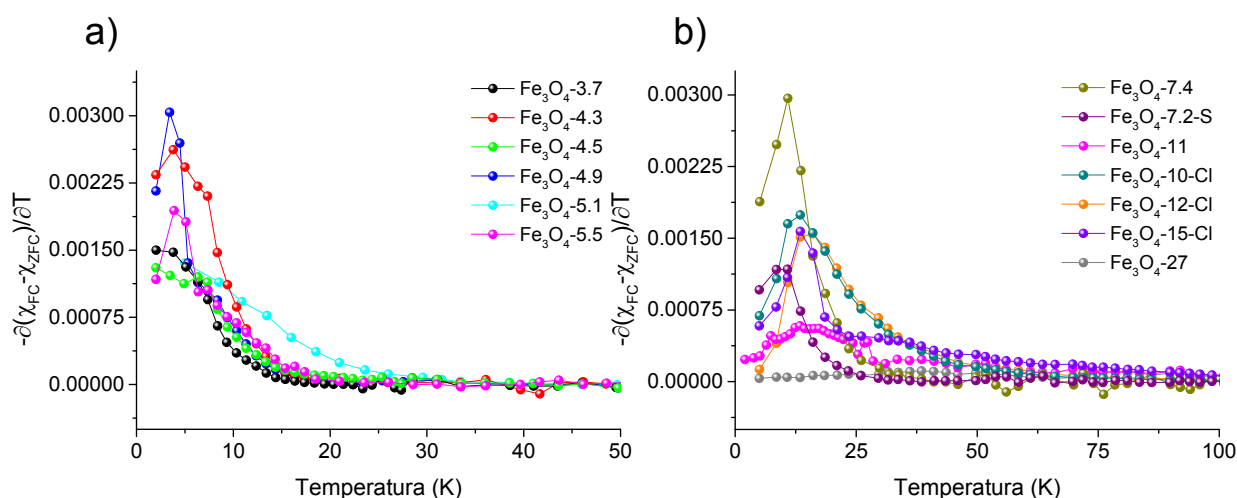 a)
-∂(χFC-χZFC)/∂T
0.00300
0.00225
0.00150
0.00075
0.00000
0 10 20 30 40 50
Temperatura (K)
Fe3O4-3.7
Fe3O4-4.3
Fe3O4-4.5
Fe3O4-4.9
Fe3O4-5.1
Fe3O4-5.5
b)
-∂(χFC-χZFC)/∂T
0.00300
0.00225
0.00150
0.00075
0.00000
0 25 50 75 100
Temperatura (K)
Fe3O4-7.4
Fe3O4-7.2-S
Fe3O4-11
Fe3O4-10-Cl
Fe3O4-12-Cl
Fe3O4-15-Cl
Fe3O4-27